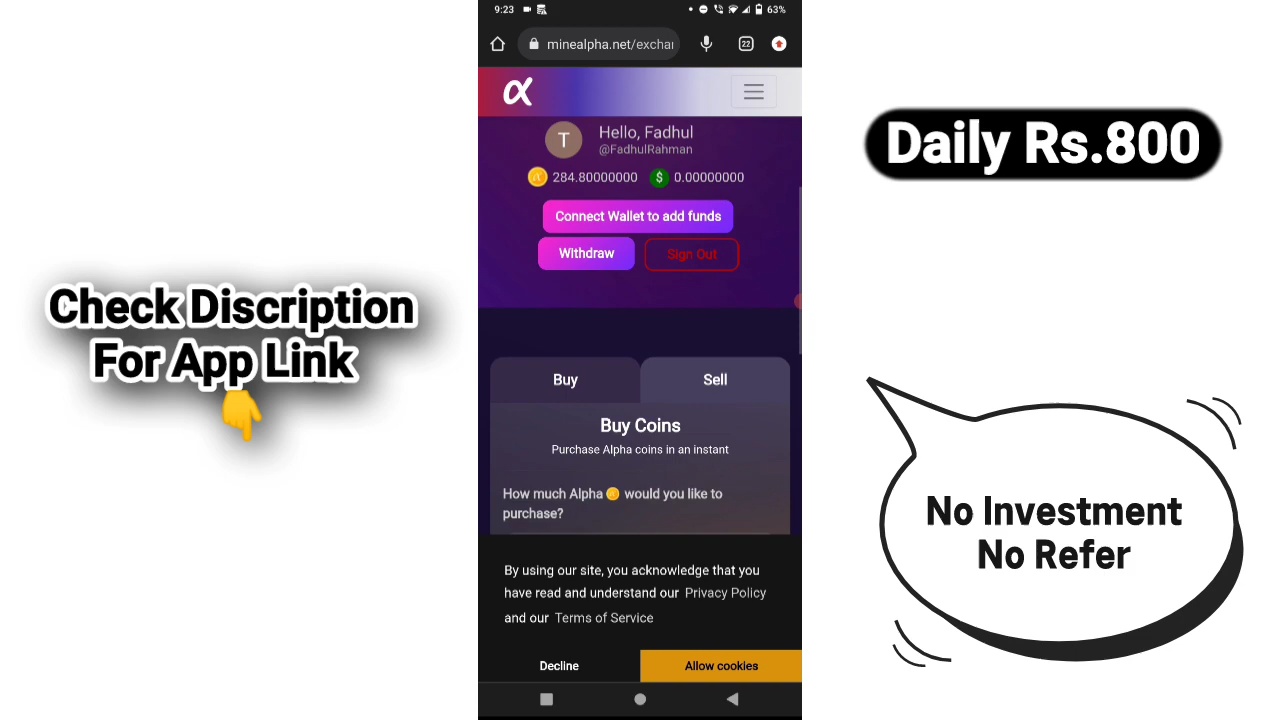 9:23
63%
minealpha.net/exchai
22
α
Hello, Fadhul
T
@FadhulRahman
284.80000000 $ 0.00000000
Connect Wallet to add funds
Withdraw
Sign Out
Buy
Sell
Buy Coins
Purchase Alpha coins in an instant
How much Alpha would you like to
purchase?
By using our site, you acknowledge that you
have read and understand our Privacy Policy
and our Terms of Service
Decline
Allow cookies
Check Discription
For App Link
👇
Daily Rs.800
No Investment
No Refer